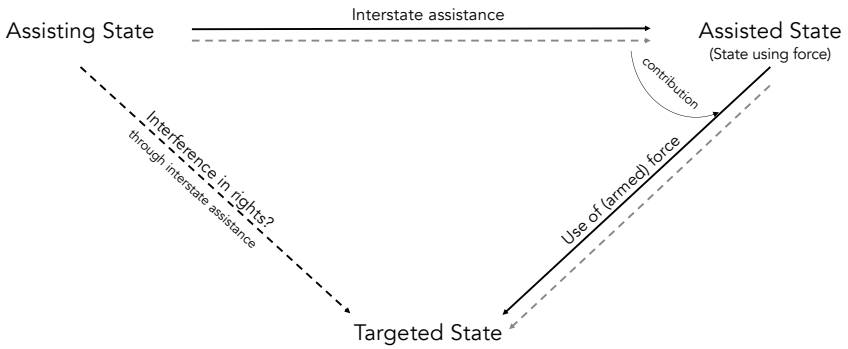 Interstate assistance
Assisting State
Assisted State
(State using force)
contribution
Interference in rights?
through interstate assistance
Use of (armed) force
Targeted State